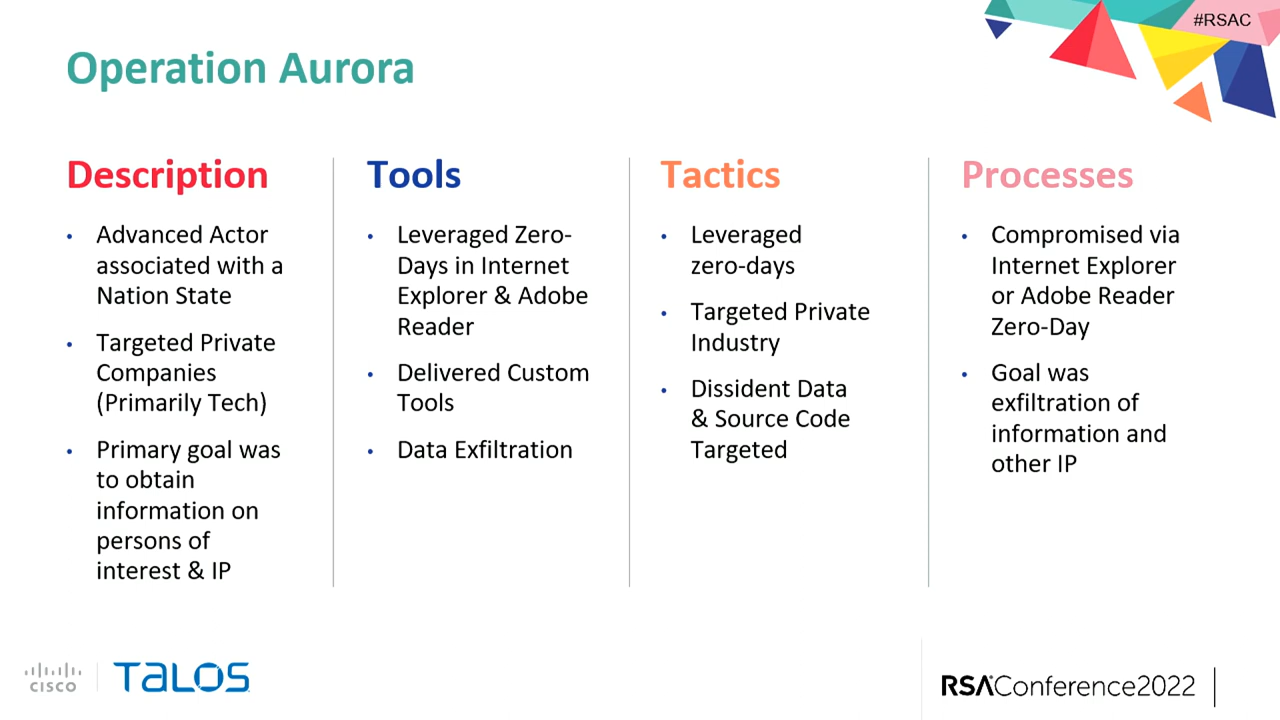 #RSAC
Operation Aurora
Description
• Advanced Actor
associated with a
Nation State
• Targeted Private
Companies
(Primarily Tech)
• Primary goal was
to obtain
information on
persons of
interest & IP
Tools
• Leveraged Zero-
Days in Internet
Explorer & Adobe
Reader
• Delivered Custom
Tools
• Data Exfiltration
Tactics
• Leveraged
zero-days
• Targeted Private
Industry
• Dissident Data
& Source Code
Targeted
Processes
• Compromised via
Internet Explorer
or Adobe Reader
Zero-Day
• Goal was
exfiltration of
information and
other IP
CISCO
TALOS
RSAConference2022